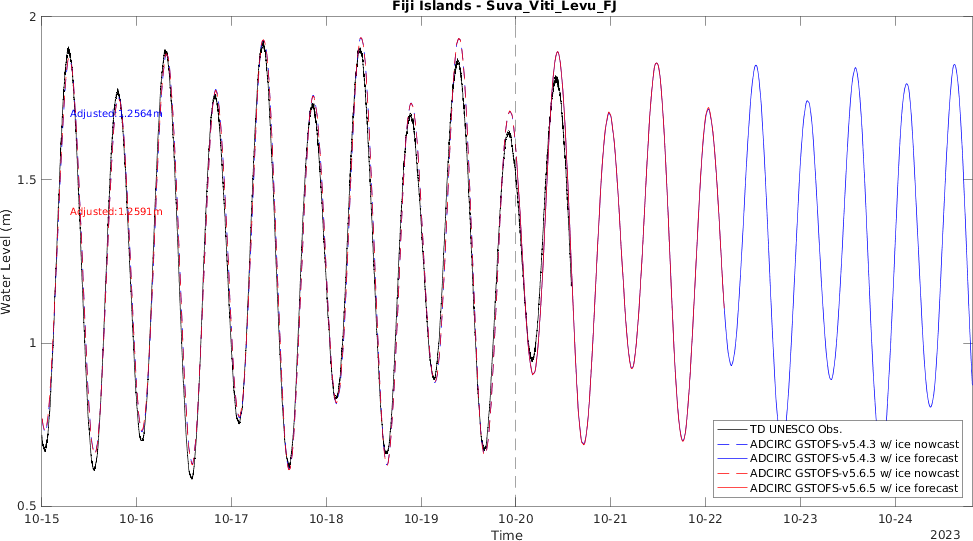 Fiji Islands - Suva_Viti_Levu_FJ
2
Adjusted:1.2564m
1.5
Adjusted:1.2591m
Water Level (m)
1
TD UNESCO Obs.
ADCIRC GSTOFS-v5.4.3 w/ ice nowcast
ADCIRC GSTOFS-v5.4.3 w/ ice forecast
ADCIRC GSTOFS-v5.6.5 w/ ice nowcast
ADCIRC GSTOFS-v5.6.5 w/ ice forecast
0.5
10-15 10-16 10-17 10-18 10-19 10-20 10-21 10-22 10-23 10-24
Time
2023